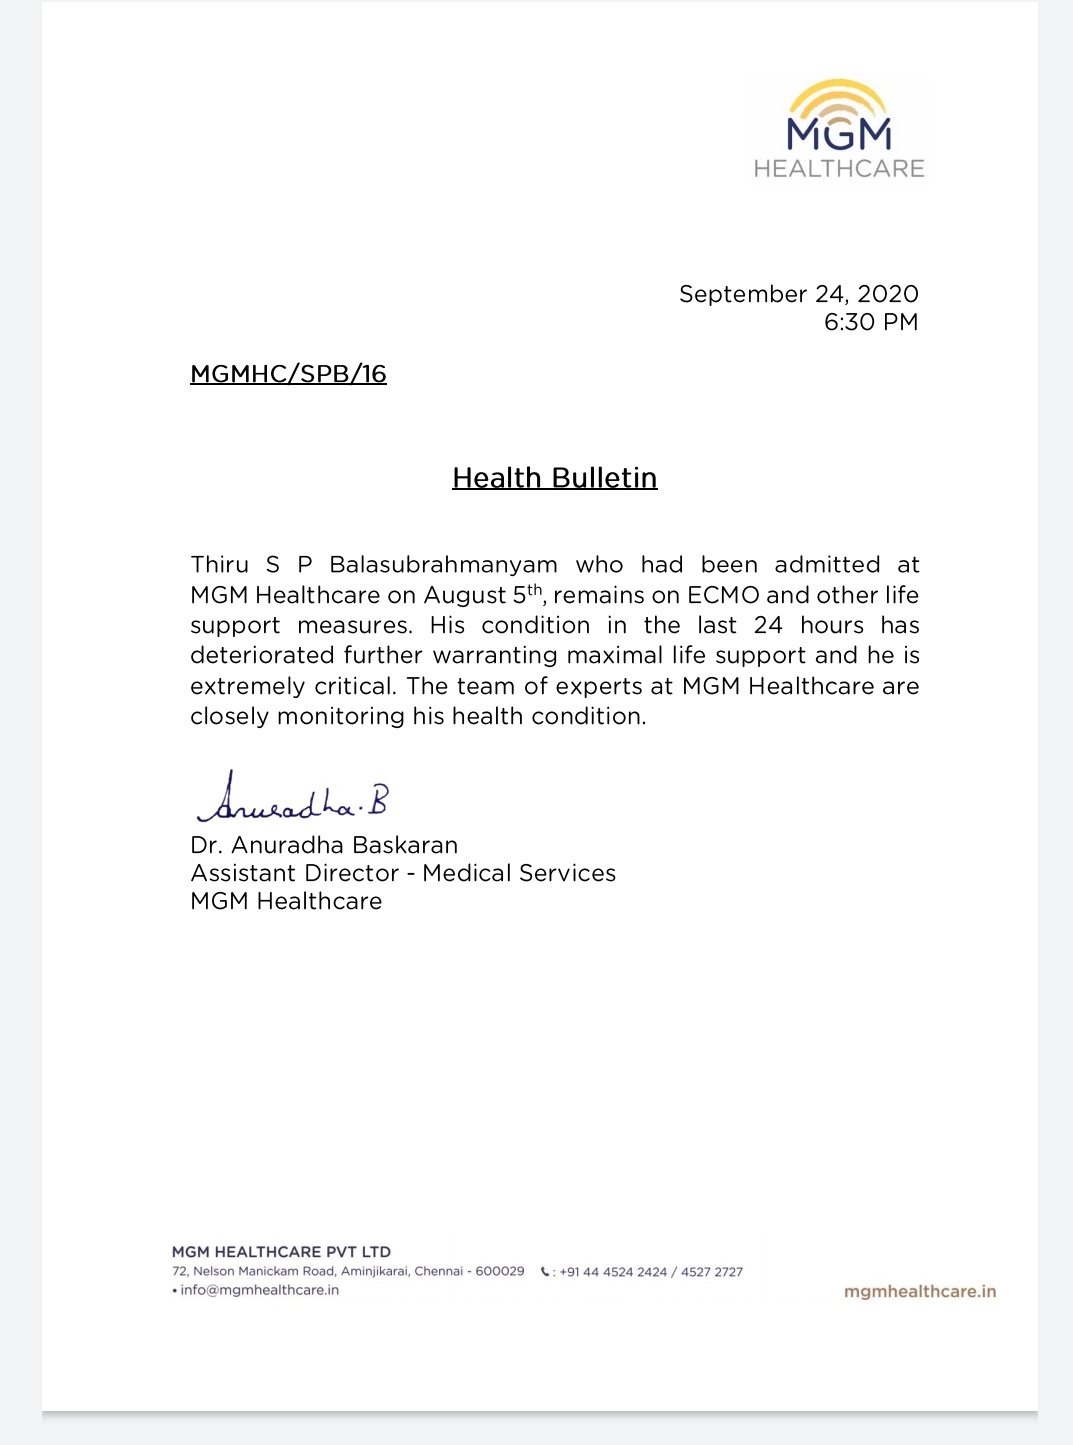 MGM
HEALTHCARE
September 24, 2020
6:30 PM
MGMHC/SPB/16
Health Bulletin
Thiru S P Balasubrahmanyam who had been admitted at
MGM Healthcare on August 5th, remains on ECMO and other life
support measures. His condition in the last 24 hours has
deteriorated further warranting maximal life support and he is
extremely critical. The team of experts at MGM Healthcare are
closely monitoring his health condition.
Anuradha.B
Dr. Anuradha Baskaran
Assistant Director - Medical Services
MGM Healthcare
MGM HEALTHCARE PVT LTD
72, Nelson Manickam Road, Aminjikarai, Chennai - 600029 : +91 44 4524 2424 / 4527 2727
• info@mgmhealthcare.in
mgmhealthcare.in